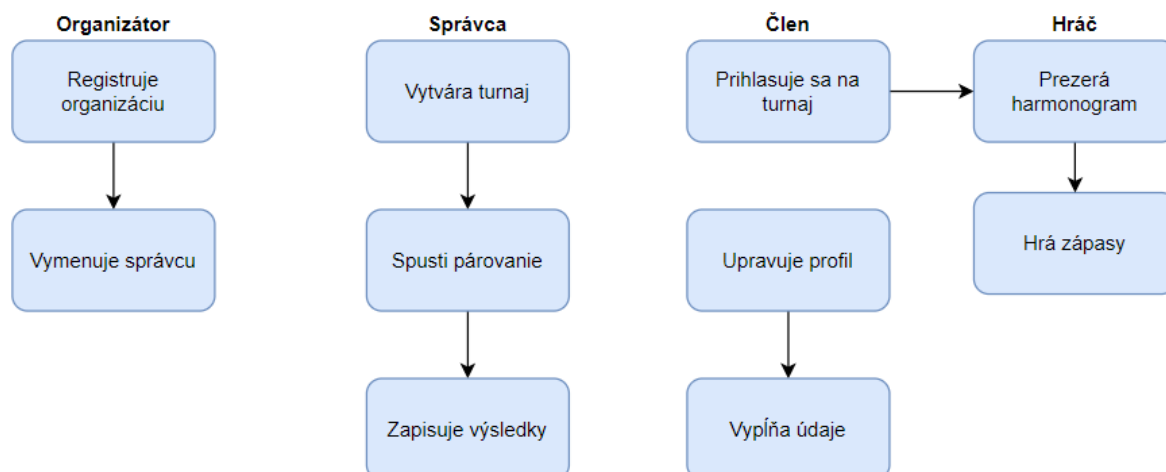 Organizátor
Správca
Člen
Hráč
Registruje
organizáciu
Vytvára turnaj
Prihlasuje sa na
turnaj
Prezerá
harmonogram
Vymenuje správcu
Spusti párovanie
Upravuje profil
Hrá zápasy
Zapisuje výsledky
Vypĺňa údaje